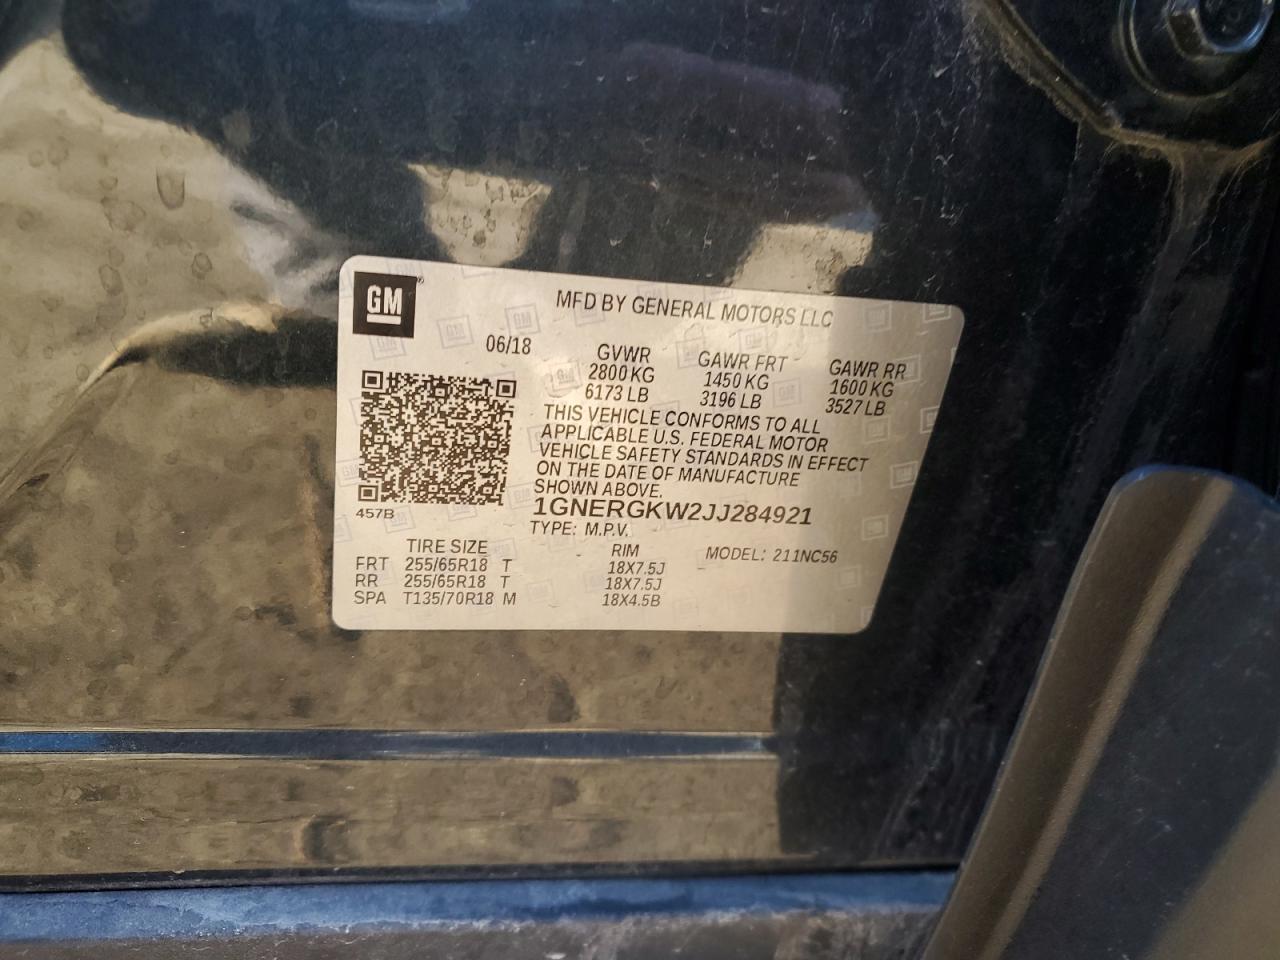 GM
MFD BY GENERAL MOTORS LLC
06/18
GVWR GAWR FRT GAWR RR
2800 KG 1450 KG 1600 KG
6173 LB 3196 LB 3527 LB
THIS VEHICLE CONFORMS TO ALL
APPLICABLE U.S. FEDERAL MOTOR
VEHICLE SAFETY STANDARDS IN EFFECT
ON THE DATE OF MANUFACTURE
SHOWN ABOVE.
457B
1GNERGKW2JJ284921
TYPE: M.P.V.
TIRE SIZE RIM MODEL: 211NC56
FRT 255/65R18 T 18X7.5J
RR 255/65R18 T 18X7.5J
SPA T135/70R18 M 18X4.5B